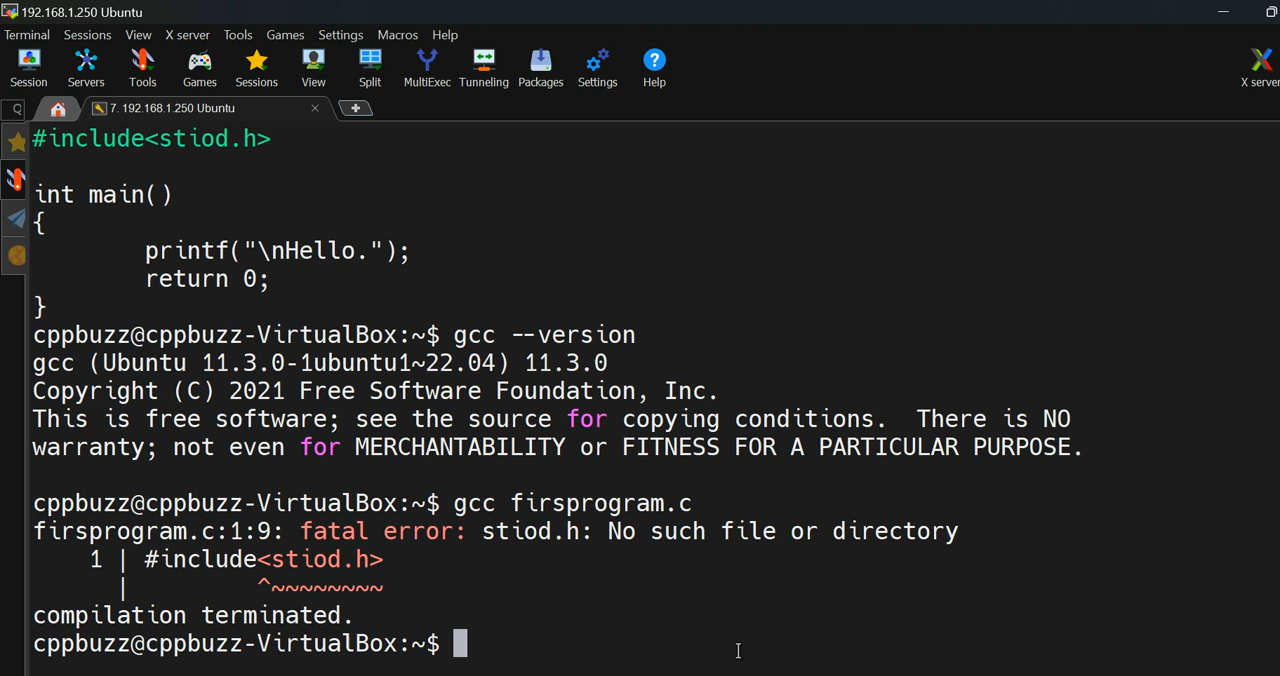 192.168.1.250 Ubuntu
Terminal Sessions View X server Tools Games Settings Macros Help
Session Servers Tools Games Sessions View Split MultiExec Tunneling Packages Settings Help X server
7. 192.168.1.250 Ubuntu
#include<stiod.h>
int main()
{
printf("\nHello.");
return 0;
}
cppbuzz@cppbuzz-VirtualBox:~$ gcc --version
gcc (Ubuntu 11.3.0-1ubuntu1~22.04) 11.3.0
Copyright (C) 2021 Free Software Foundation, Inc.
This is free software; see the source for copying conditions.  There is NO
warranty; not even for MERCHANTABILITY or FITNESS FOR A PARTICULAR PURPOSE.
cppbuzz@cppbuzz-VirtualBox:~$ gcc firsprogram.c
firsprogram.c:1:9: fatal error: stiod.h: No such file or directory
1 | #include<stiod.h>
| ^~~~~~~~~
compilation terminated.
cppbuzz@cppbuzz-VirtualBox:~$